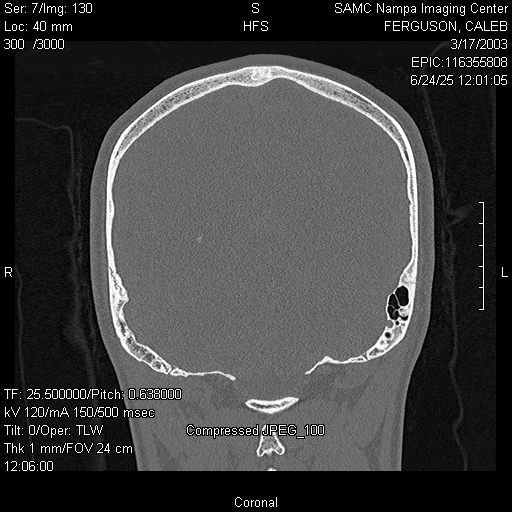 Ser: 7/Img: 130
Loc: 40 mm
300 /3000
S
HFS
SAMC Nampa Imaging Center
FERGUSON, CALEB
3/17/2003
EPIC:116355808
6/24/25 12:01:05
R
L
TF: 25.500000/Pitch: 0.638000
kV 120/mA 150/500 msec
Tilt: 0/Oper: TLW
Thk 1 mm/FOV 24 cm
12:06:00
Compressed JPEG_100
Coronal